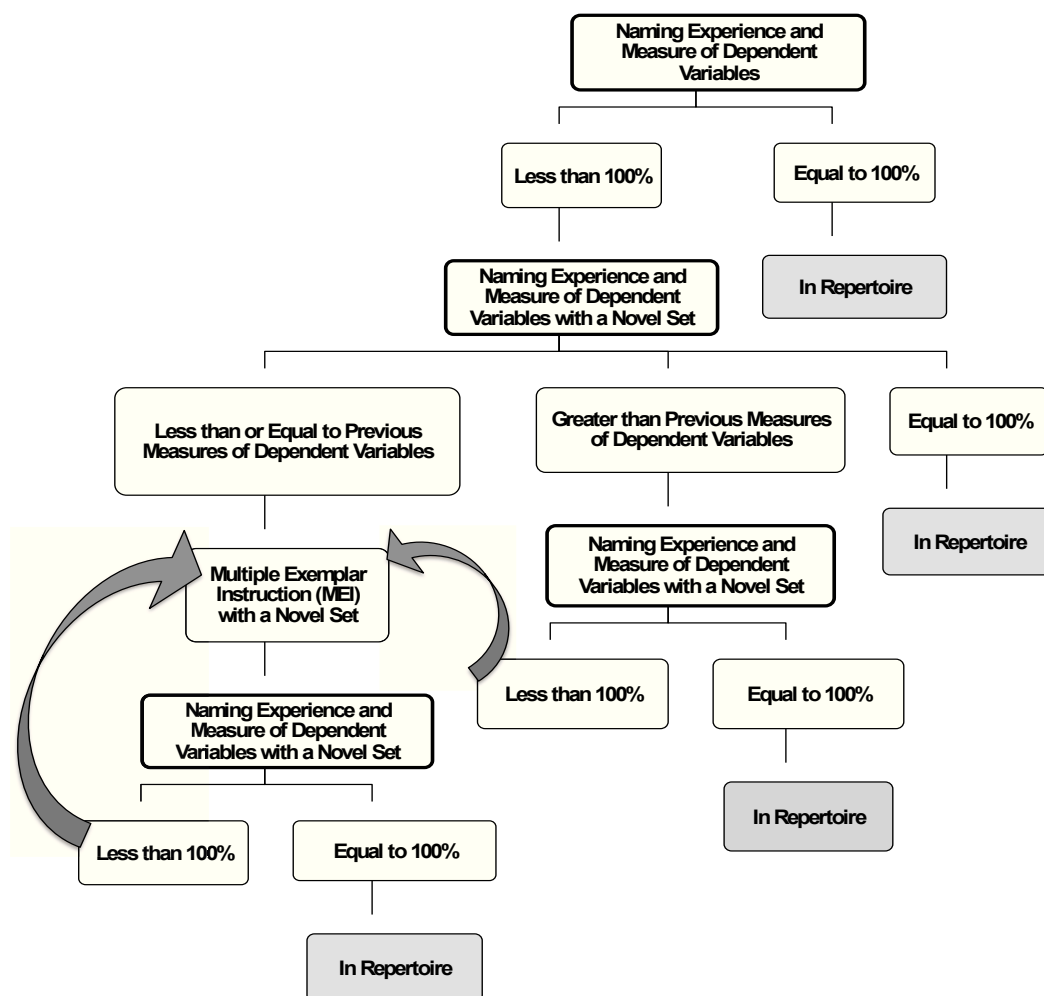 Naming Experience and
Measure of Dependent
Variables
Less than 100%
Equal to 100%
Naming Experience and
Measure of Dependent
Variables with a Novel Set
In Repertoire
Less than or Equal to Previous
Measures of Dependent Variables
Greater than Previous Measures
of Dependent Variables
Equal to 100%
Multiple Exemplar
Instruction (MEI)
with a Novel Set
Naming Experience and
Measure of Dependent
Variables with a Novel Set
In Repertoire
Less than 100%
Equal to 100%
Naming Experience and
Measure of Dependent
Variables with a Novel Set
In Repertoire
Less than 100%
Equal to 100%
In Repertoire